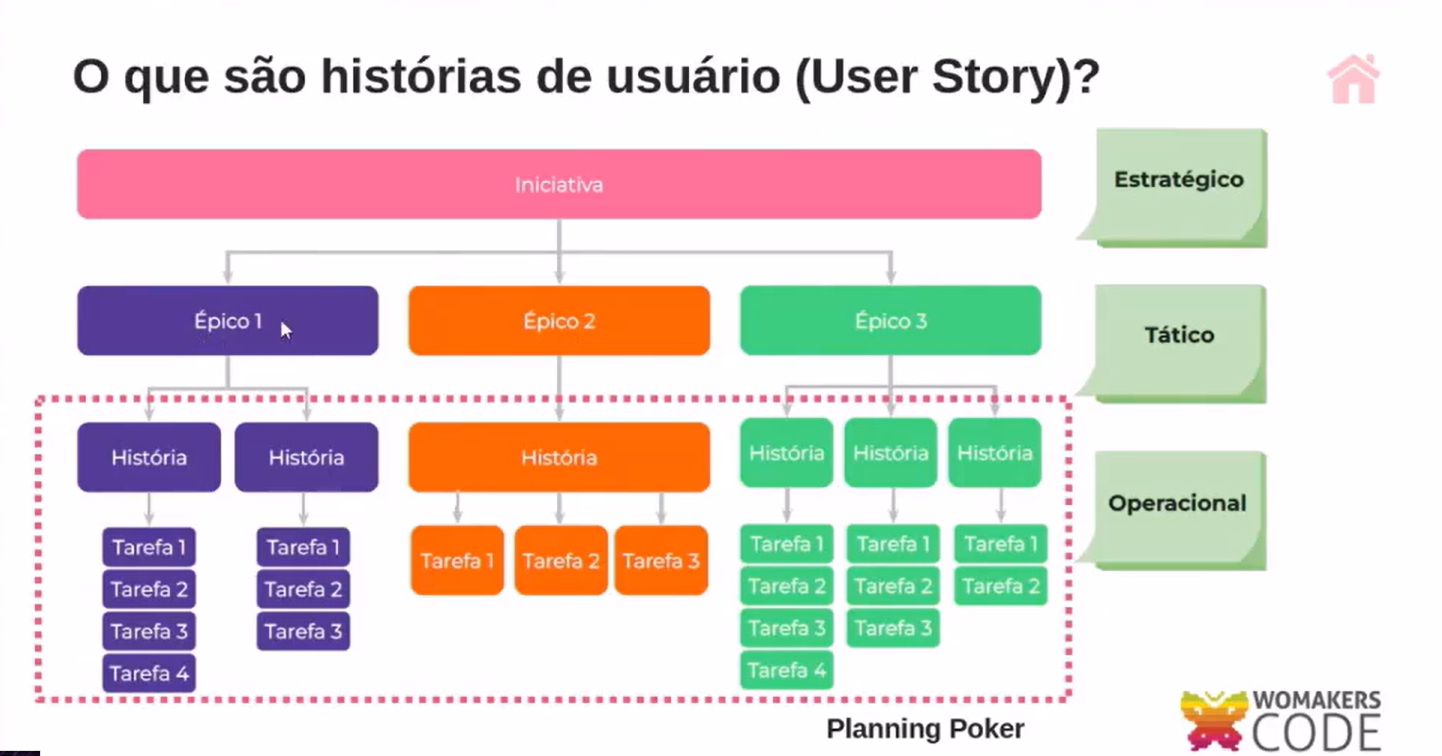 O que são histórias de usuário (User Story)?
Iniciativa
Estratégico
Épico 1
Épico 2
Épico 3
Tático
História
História
História
História
História
História
Operacional
Tarefa 1
Tarefa 2
Tarefa 3
Tarefa 4
Tarefa 1
Tarefa 2
Tarefa 3
Tarefa 1
Tarefa 2
Tarefa 3
Tarefa 1
Tarefa 2
Tarefa 3
Tarefa 4
Tarefa 1
Tarefa 2
Tarefa 3
Tarefa 1
Tarefa 2
Planning Poker
WOMAKERS
CODE